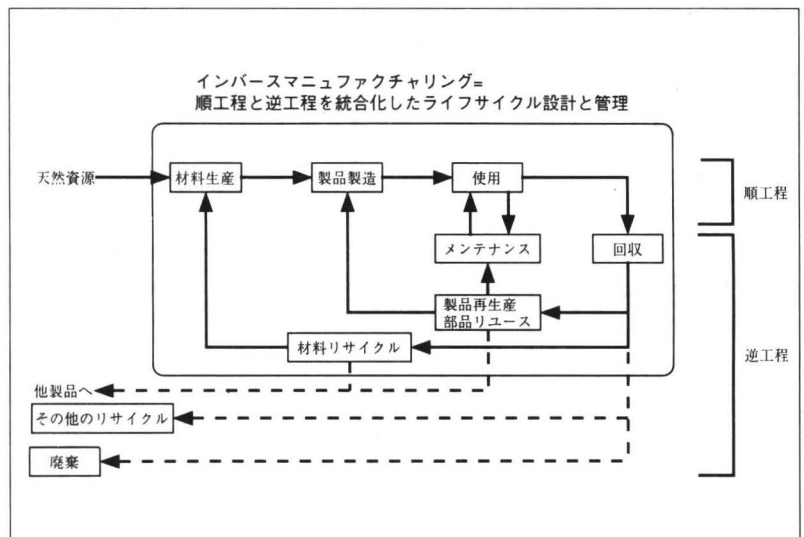 インバースマニュファクチャリング=
順工程と逆工程を統合化したライフサイクル設計と管理
天然資源
材料生産
製品製造
使用
順工程
メンテナンス
回収
製品再生産
部品リユース
材料リサイクル
逆工程
他製品へ
その他のリサイクル
廃棄